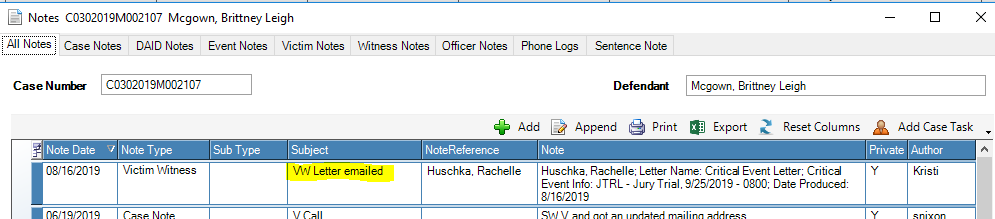 Notes C0302019M002107 Mcgown, Brittney Leigh
All Notes Case Notes DAID Notes Event Notes Victim Notes Witness Notes Officer Notes Phone Logs Sentence Note
Case Number C0302019M002107 Defendant Mcgown, Brittney Leigh
Add Append Print Export Reset Columns Add Case Task
Note Date Note Type Sub Type Subject NoteReference Note Private Author
08/16/2019 Victim Witness VW Letter emailed Huschka, Rachelle Huschka, Rachelle; Letter Name: Critical Event Letter; Critical Y Kristi
Event Info: JTRL - Jury Trial, 9/25/2019 - 0800; Date Produced:
8/16/2019
06/19/2019 Case Note V Call SW V and got an updated mailing address Y snixon